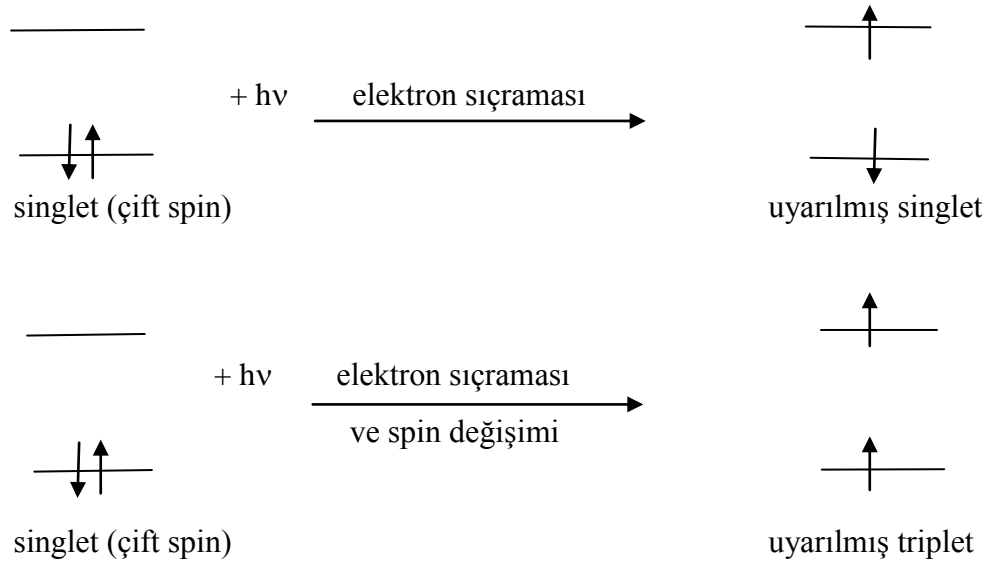 + hν elektron sıçraması
singlet (çift spin) uyarılmış singlet
+ hν elektron sıçraması
ve spin değişimi
singlet (çift spin) uyarılmış triplet